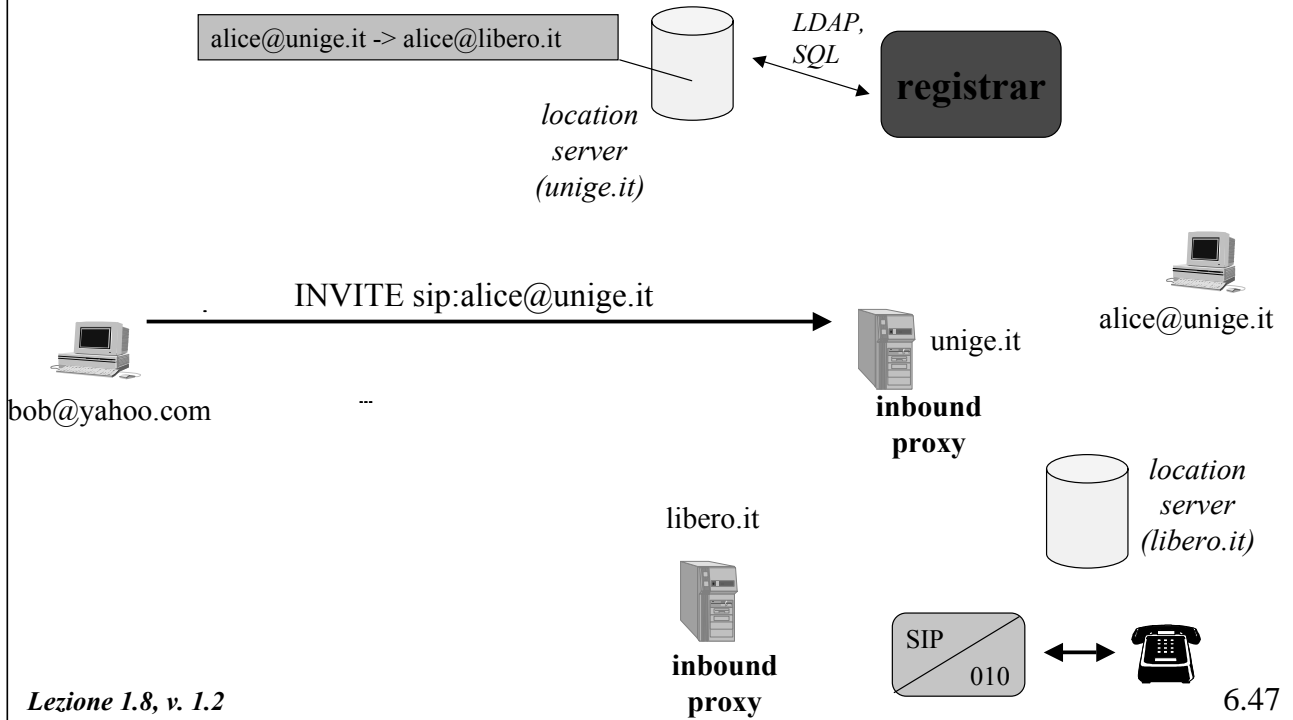 alice@unige.it -> alice@libero.it
LDAP,
SQL
registrar
location
server
(unige.it)
INVITE sip:alice@unige.it
alice@unige.it
unige.it
bob@yahoo.com
inbound
proxy
location
server
(libero.it)
libero.it
SIP
010
inbound
proxy
Lezione 1.8, v. 1.2
6.47